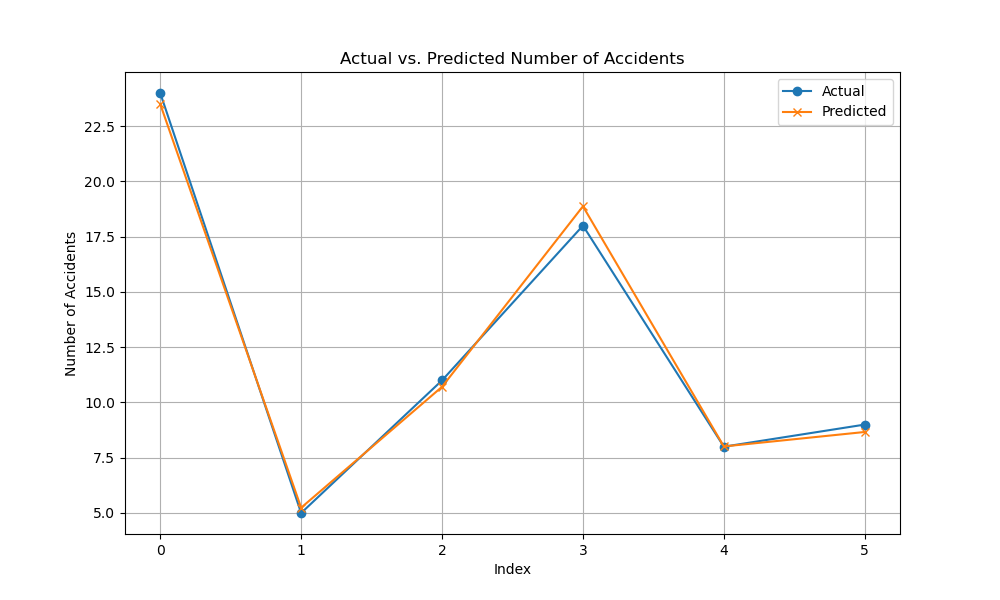 Actual vs. Predicted Number of Accidents
Actual
Predicted
Number of Accidents
22.5
20.0
17.5
15.0
12.5
10.0
7.5
5.0
0 1 2 3 4 5
Index